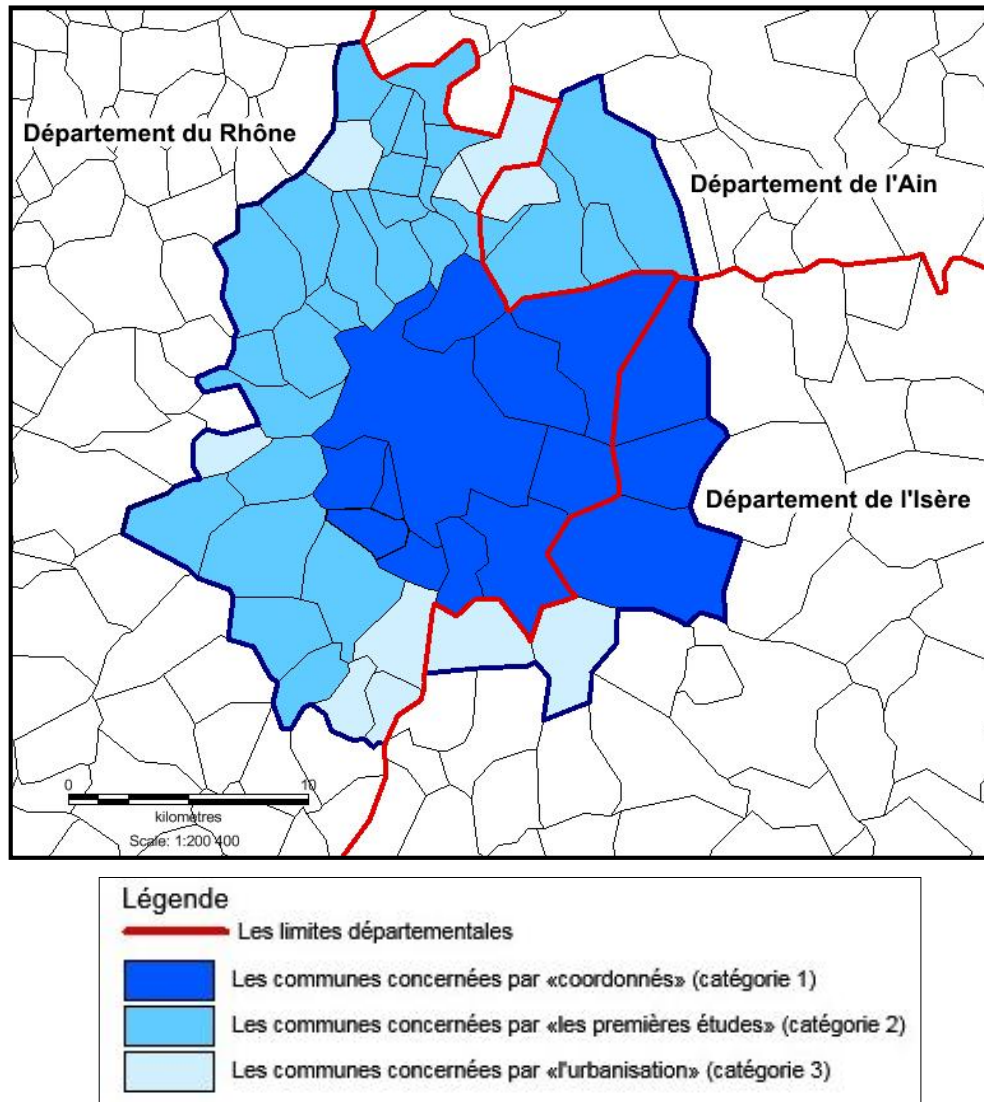 Département du Rhône
Département de l'Ain
Département de l'Isère
0 10
kilomètres
Scale: 1:200 400
Légende
Les limites départementales
Les communes concernées par «coordonnés» (catégorie 1)
Les communes concernées par «les premières études» (catégorie 2)
Les communes concernées par «l'urbanisation» (catégorie 3)